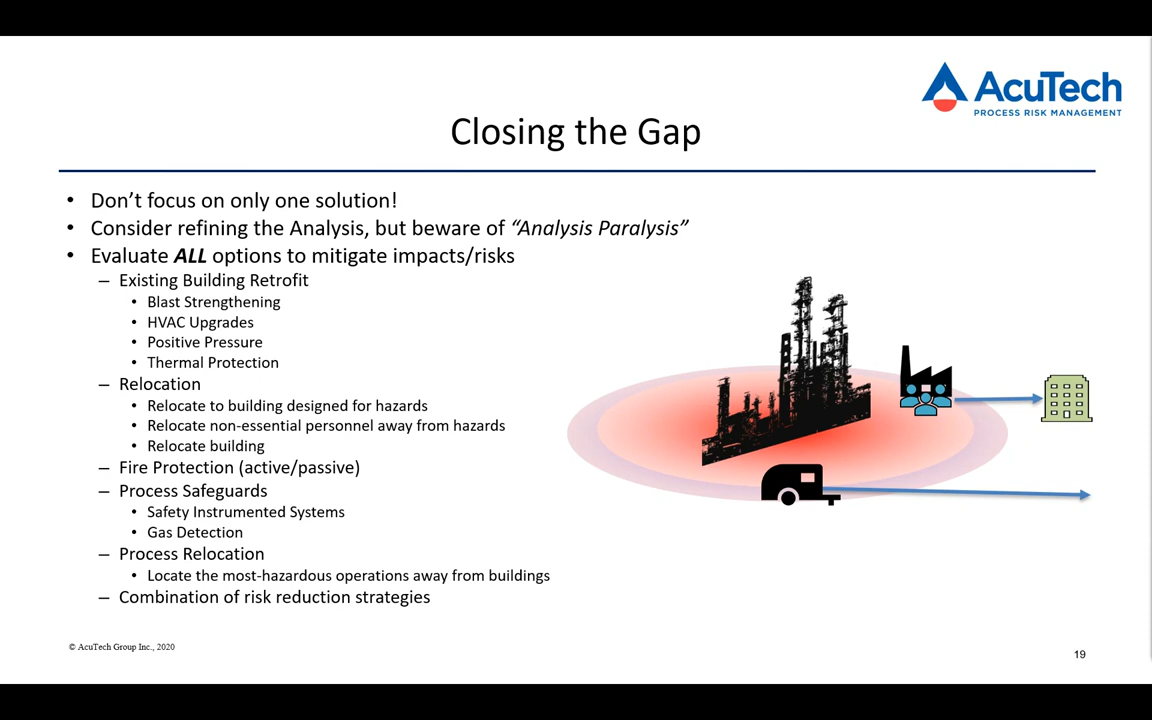 AcuTech
PROCESS RISK MANAGEMENT
Closing the Gap
• Don’t focus on only one solution!
• Consider refining the Analysis, but beware of “Analysis Paralysis”
• Evaluate ALL options to mitigate impacts/risks
– Existing Building Retrofit
• Blast Strengthening
• HVAC Upgrades
• Positive Pressure
• Thermal Protection
– Relocation
• Relocate to building designed for hazards
• Relocate non-essential personnel away from hazards
• Relocate building
– Fire Protection (active/passive)
– Process Safeguards
• Safety Instrumented Systems
• Gas Detection
– Process Relocation
• Locate the most-hazardous operations away from buildings
– Combination of risk reduction strategies
© AcuTech Group Inc., 2020
19